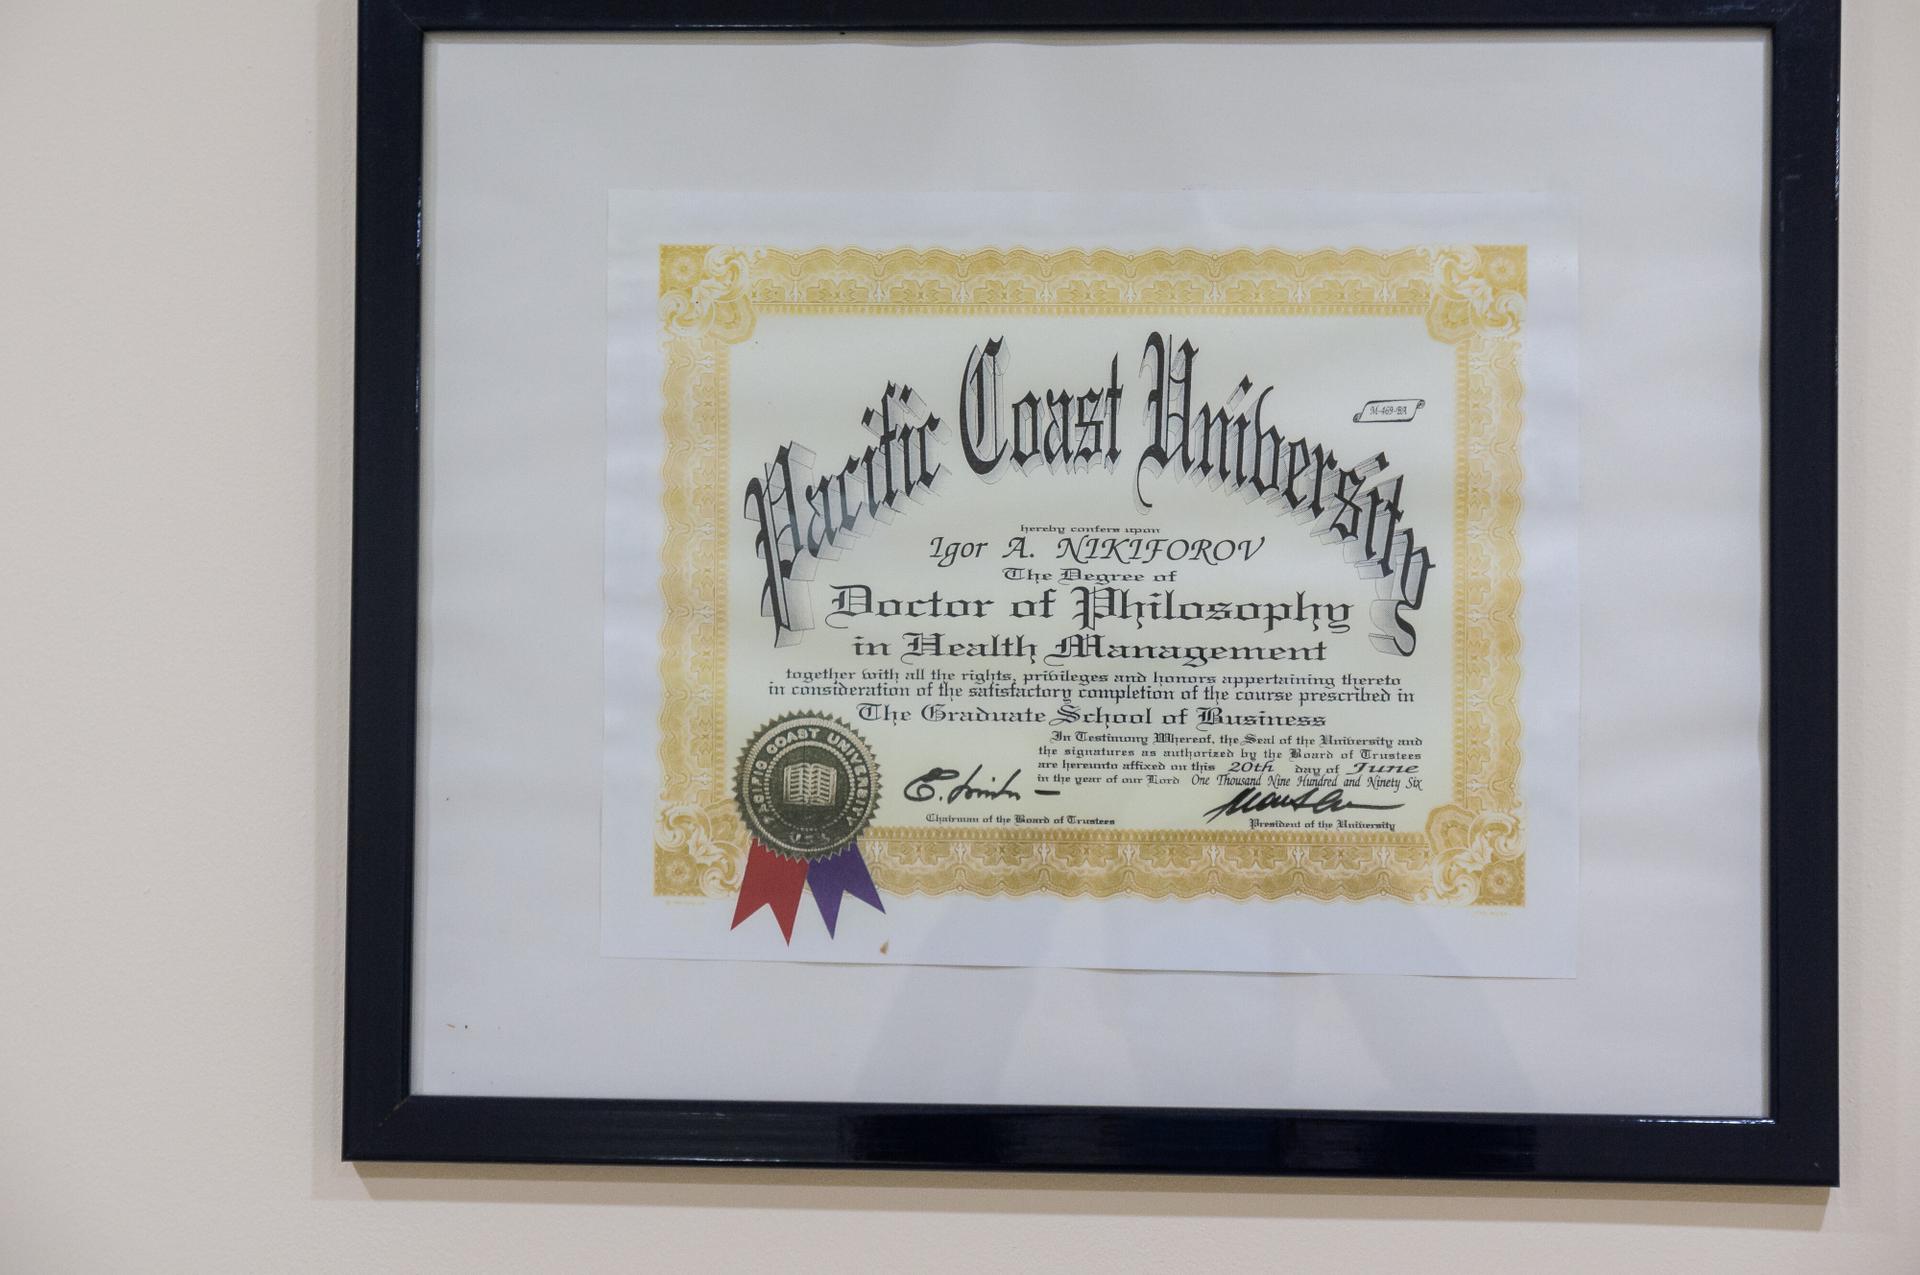 Pacific Coast University
M-469-BA
hereby confers upon
Igor A. NIKIFOROV
The Degree of
Doctor of Philosophy
in Health Management
together with all the rights, privileges and honors appertaining thereto
in consideration of the satisfactory completion of the course prescribed in
The Graduate School of Business
In Testimony Whereof, the Seal of the University and
the signatures as authorized by the Board of Trustees
are hereunto affixed on this 20th day of June
in the year of our Lord One Thousand Nine Hundred and Ninety Six
Chairman of the Board of Trustees
President of the University
PACIFIC COAST UNIVERSITY